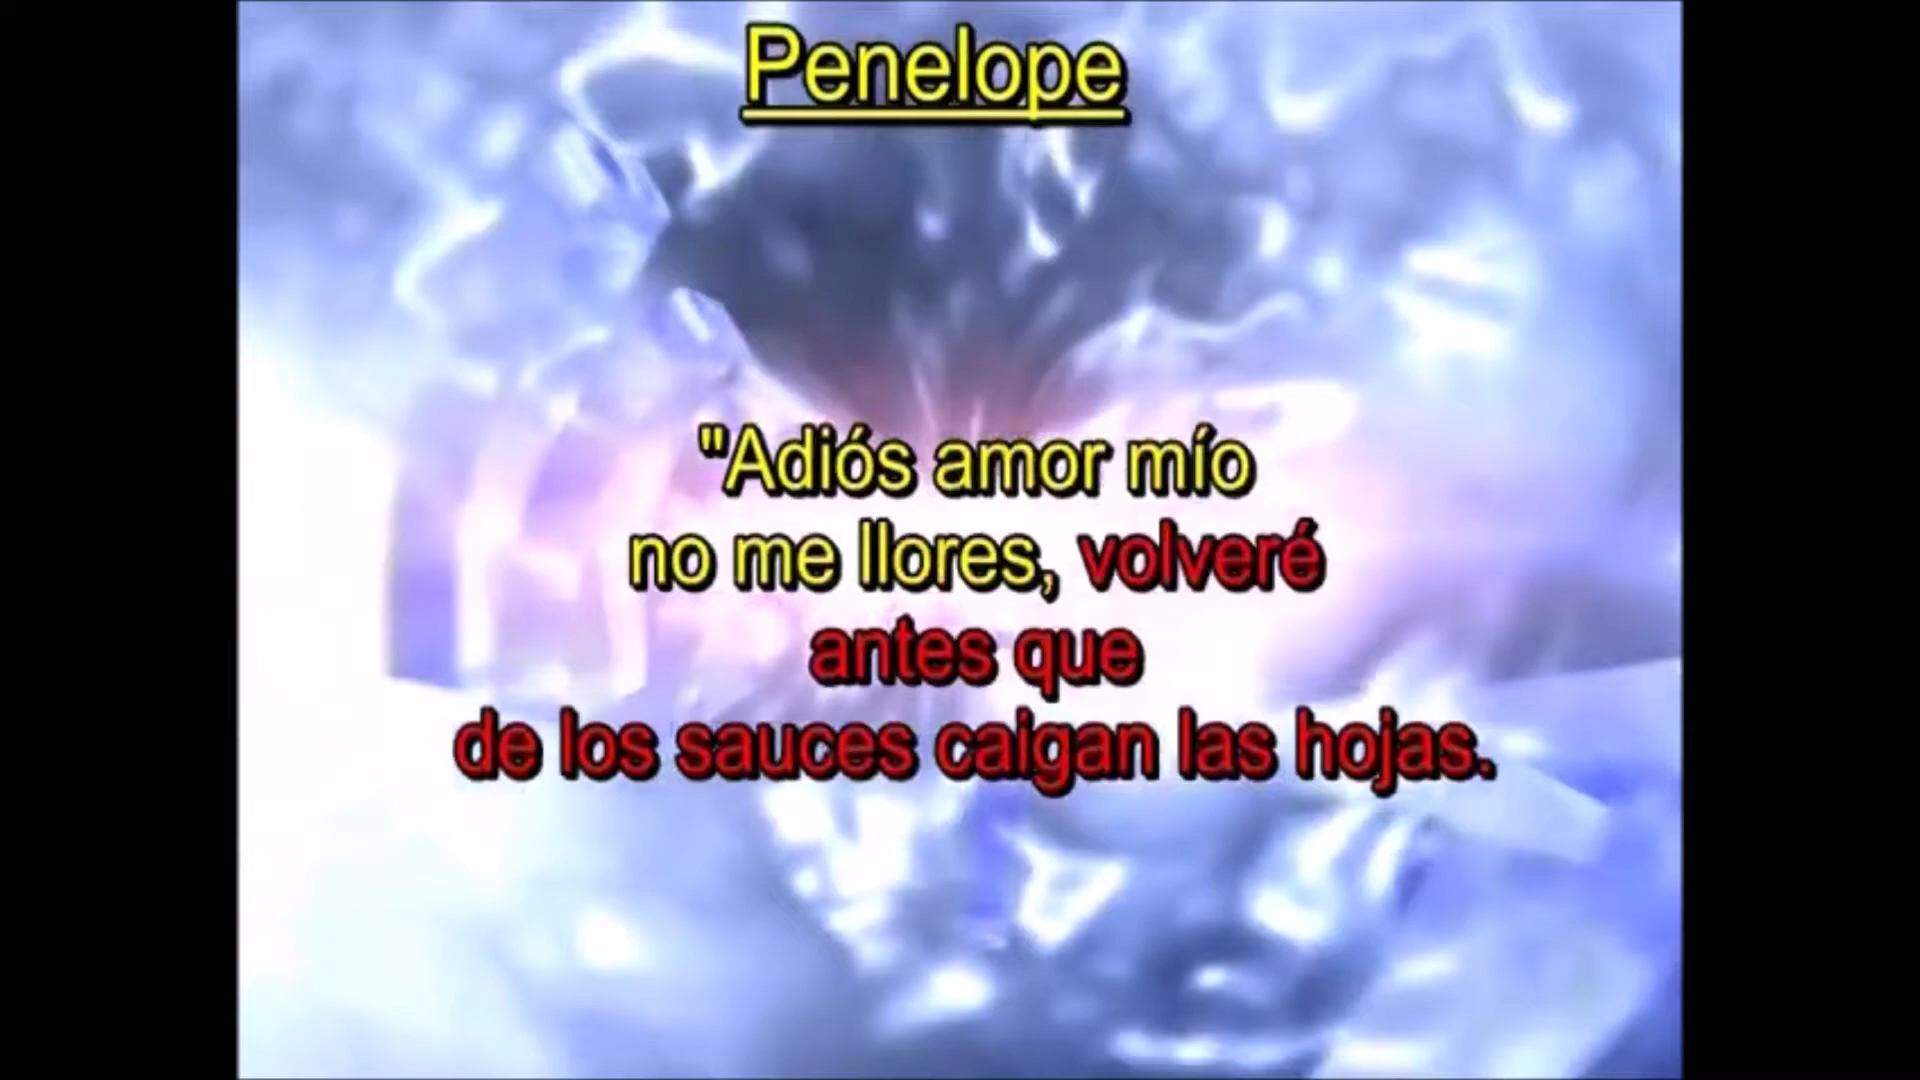 Penelope
"Adiós amor mío
no me llores, volveré
antes que
de los sauces caigan las hojas.